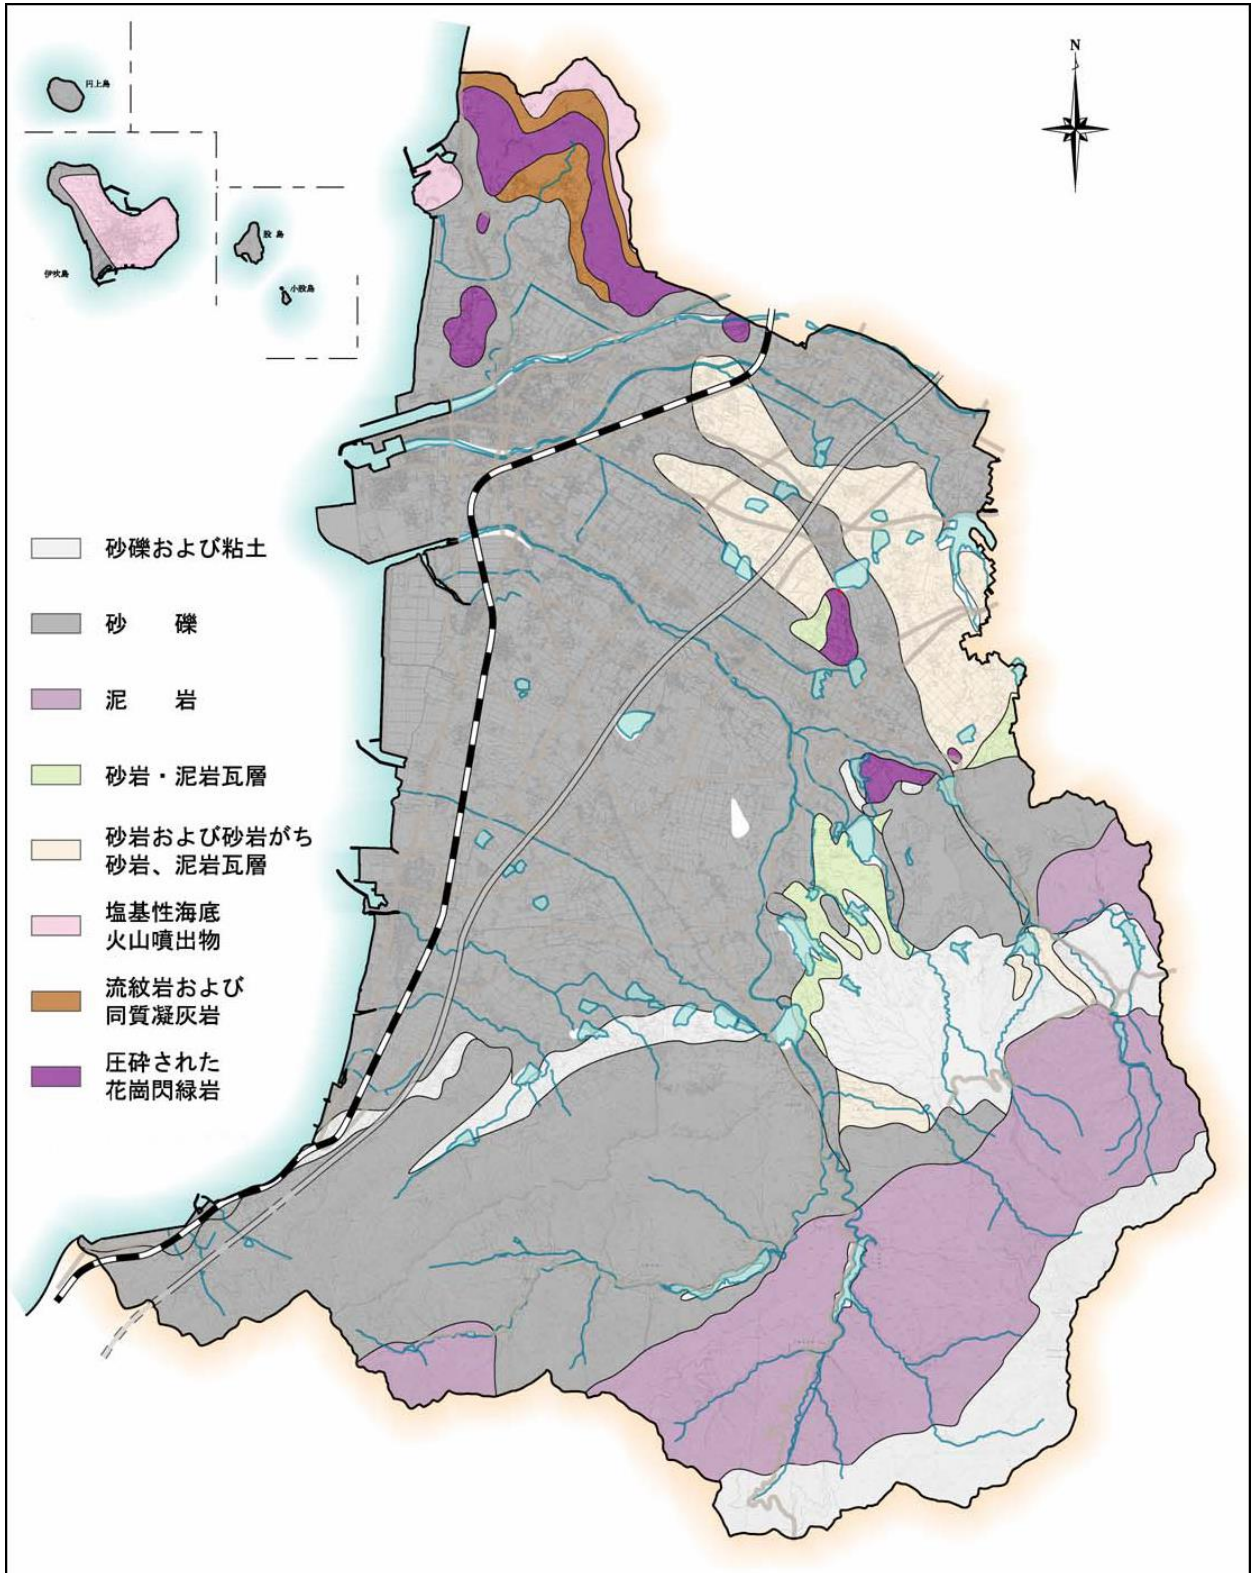 N
円上島
伊吹島
股 島
小股島
砂礫および粘土
砂　　礫
泥　　岩
砂岩・泥岩瓦層
砂岩および砂岩がち
砂岩、泥岩瓦層
塩基性海底
火山噴出物
流紋岩および
同質凝灰岩
圧砕された
花崗閃緑岩